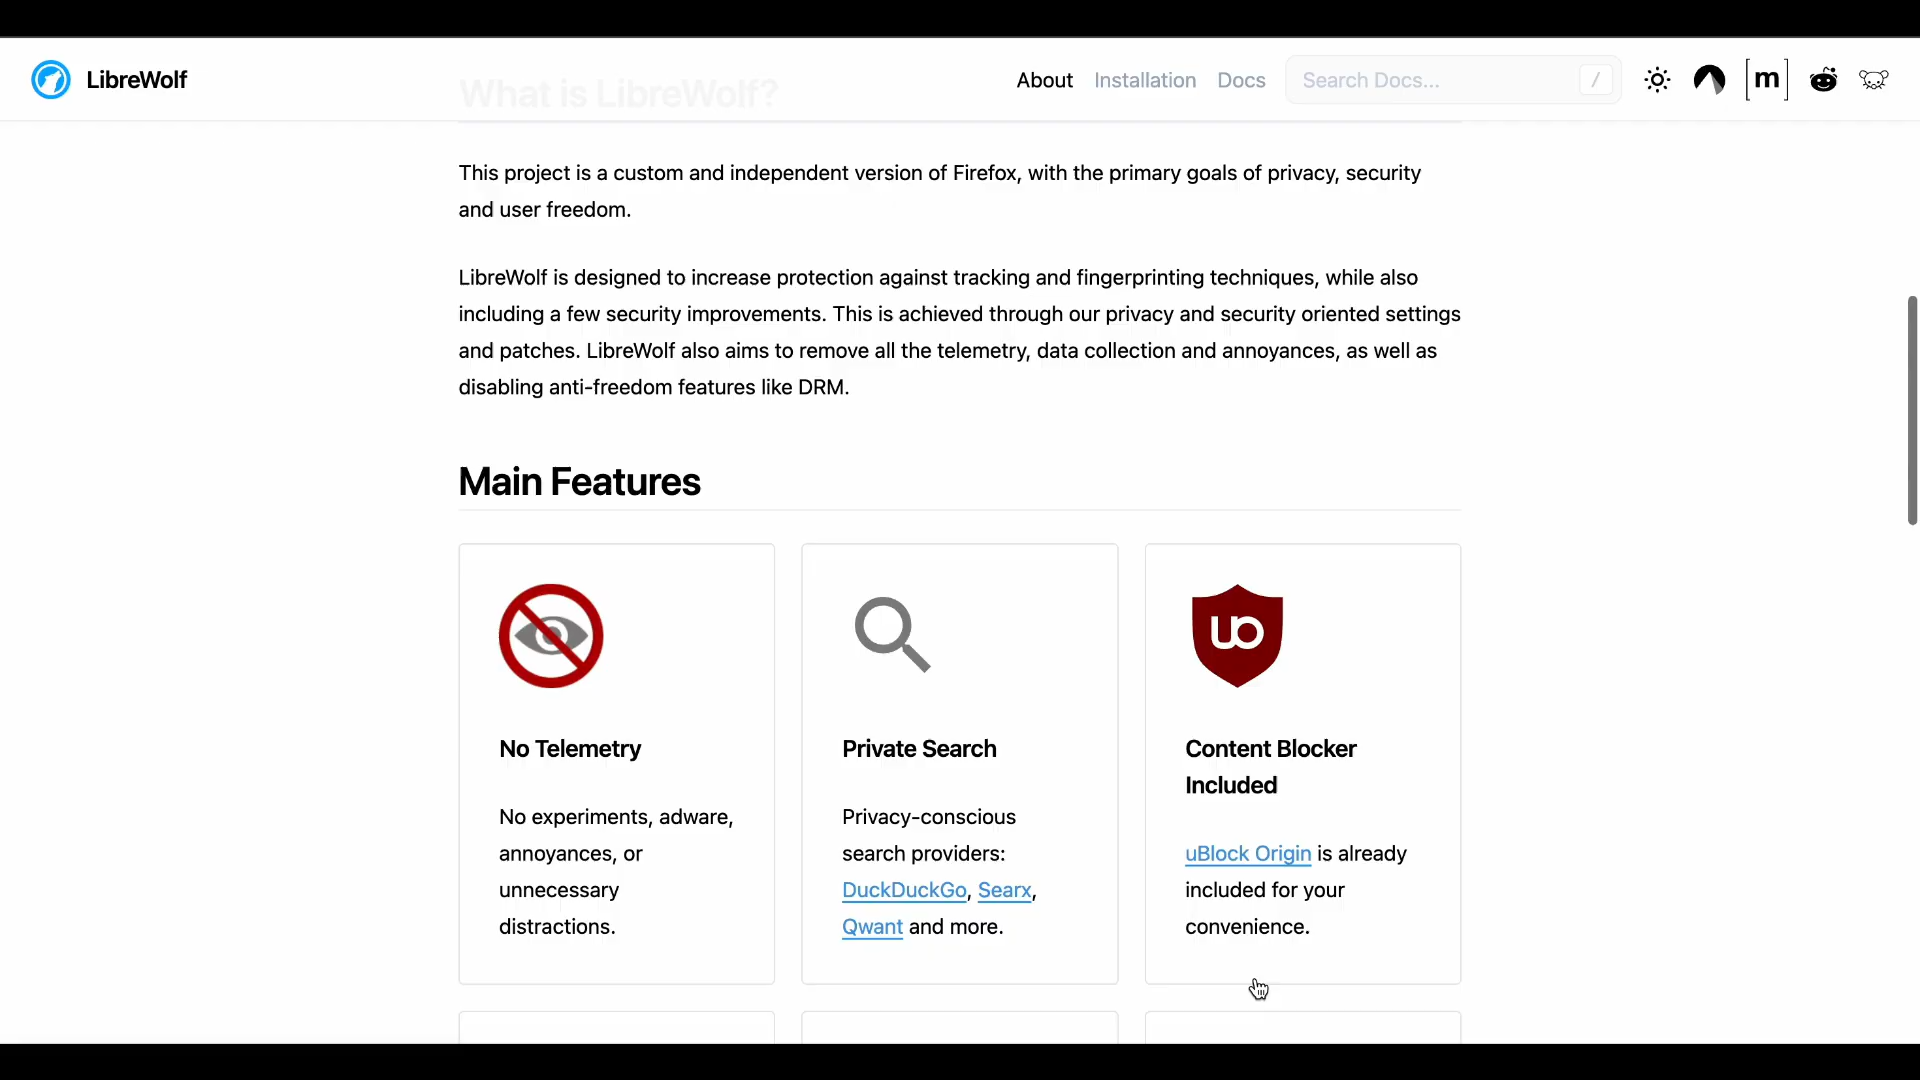 LibreWolf
What is LibreWolf?
About
Installation
Docs
Search Docs...
/
[m]
This project is a custom and independent version of Firefox, with the primary goals of privacy, security
and user freedom.
LibreWolf is designed to increase protection against tracking and fingerprinting techniques, while also
including a few security improvements. This is achieved through our privacy and security oriented settings
and patches. LibreWolf also aims to remove all the telemetry, data collection and annoyances, as well as
disabling anti-freedom features like DRM.
Main Features
No Telemetry
No experiments, adware,
annoyances, or
unnecessary
distractions.
Private Search
Privacy-conscious
search providers:
DuckDuckGo, Searx,
Qwant and more.
uo
Content Blocker
Included
uBlock Origin is already
included for your
convenience.